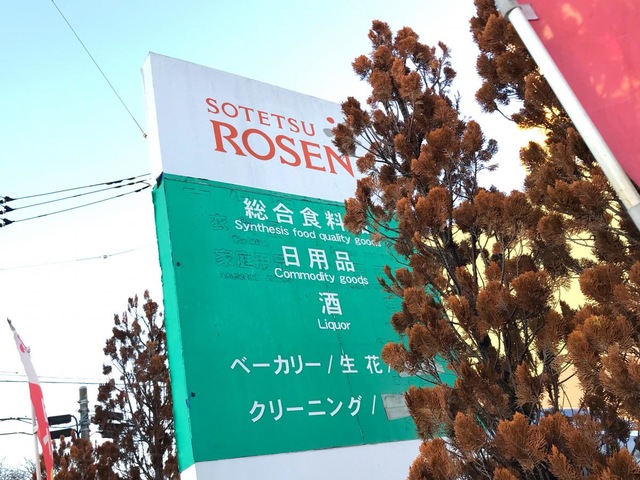 SOTETSU
ROSEN
総合食料
Synthesis food quality goods
日用品
Commodity goods
酒
Liquor
ベーカリー/生花/
クリーニング/